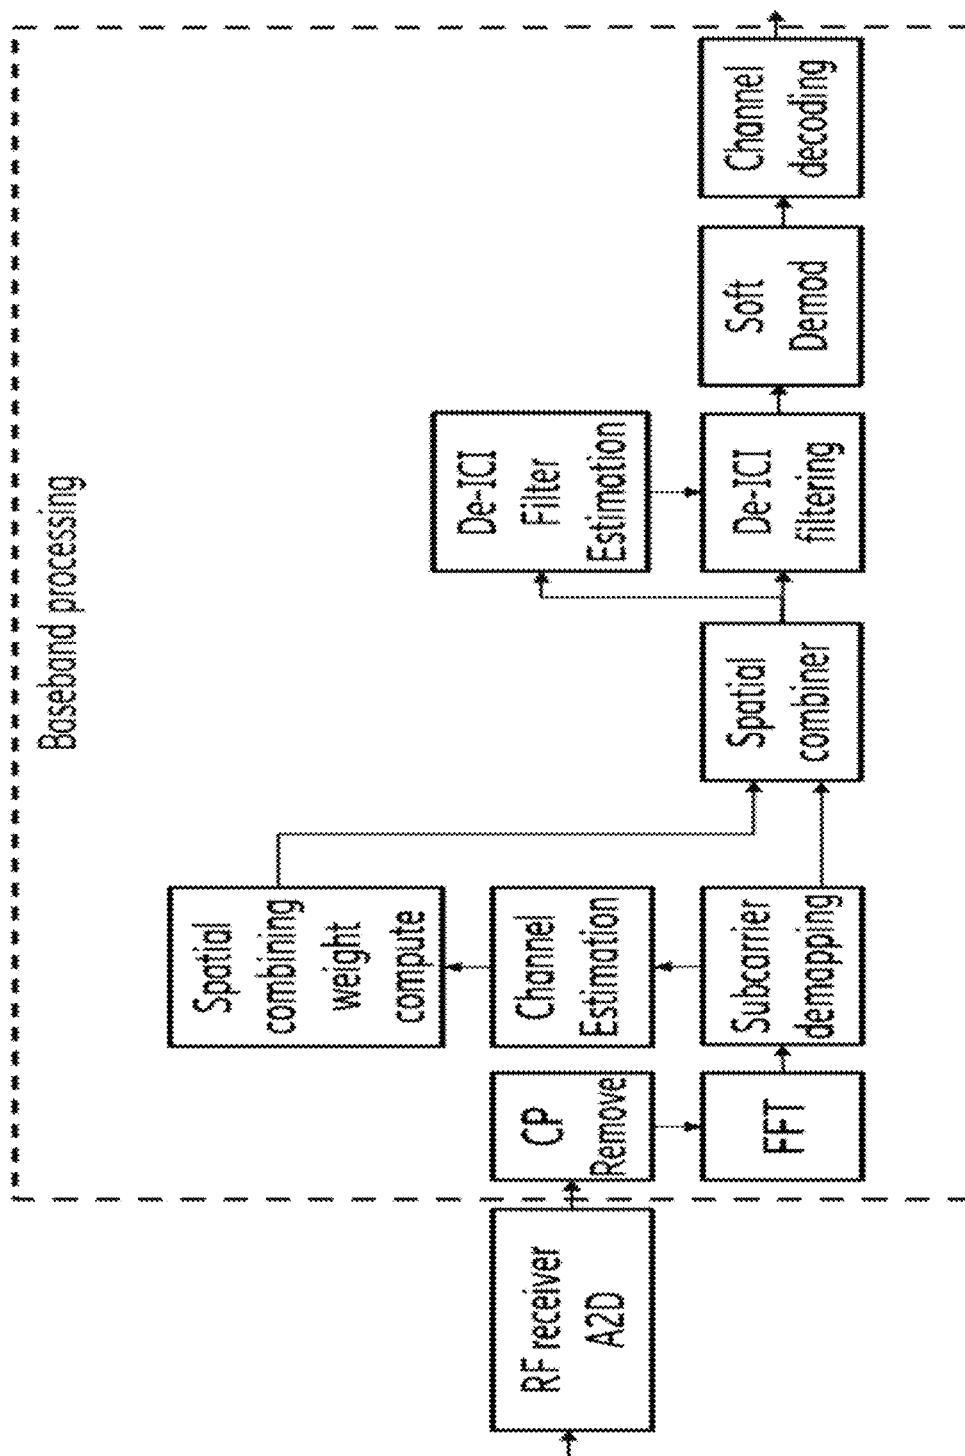 Baseband processing
RF receiver
A2D
CP
Remove
FFT
Spatial
combining
weight
compute
Channel
Estimation
Subcarrier
demapping
Spatial
combiner
De-ICI
Filter
Estimation
De-ICI
filtering
Soft
Demod
Channel
decoding